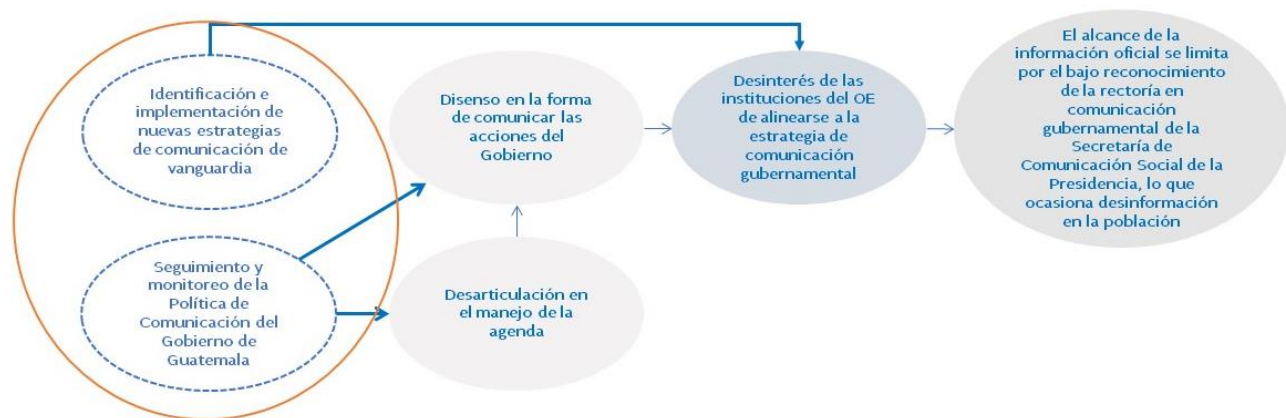 Identificación e
implementación de
nuevas estrategias
de comunicación de
vanguardia
Seguimiento y
monitoreo de la
Política de
Comunicación del
Gobierno de
Guatemala
Disenso en la forma
de comunicar las
acciones del
Gobierno
Desarticulación en
el manejo de la
agenda
Desinterés de las
instituciones del OE
de alinearse a la
estrategia de
comunicación
gubernamental
El alcance de la
información oficial se limita
por el bajo reconocimiento
de la rectoría en
comunicación
gubernamental de la
Secretaría de
Comunicación Social de la
Presidencia, lo que
ocasiona desinformación
en la población